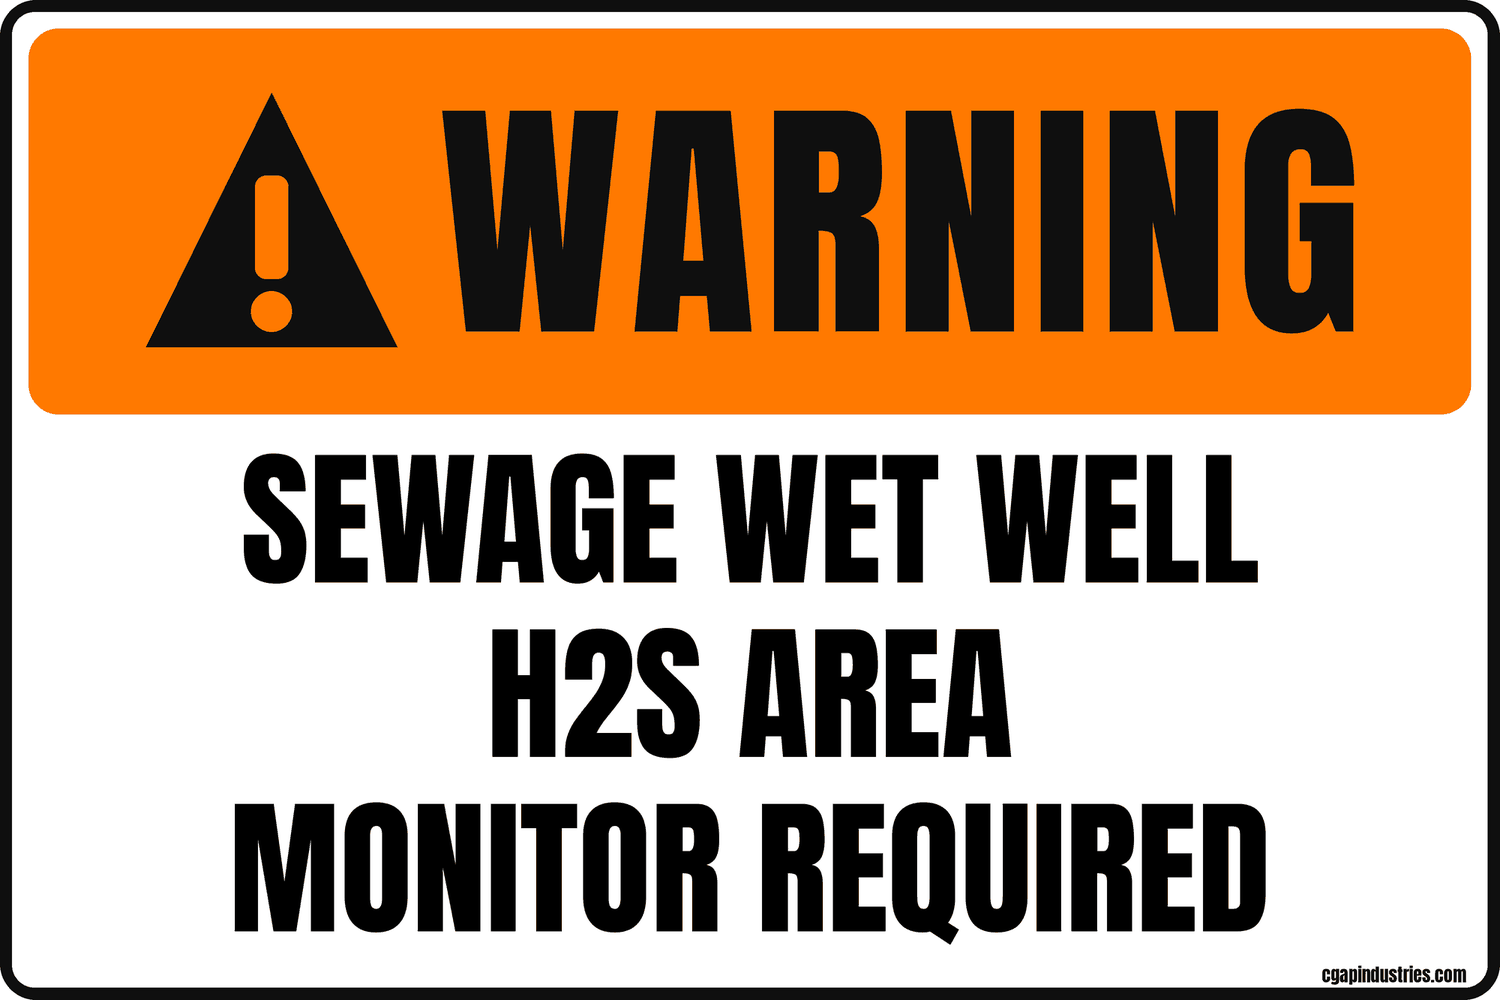 WARNING
SEWAGE WET WELL
H2S AREA
MONITOR REQUIRED
cgapindustries.com